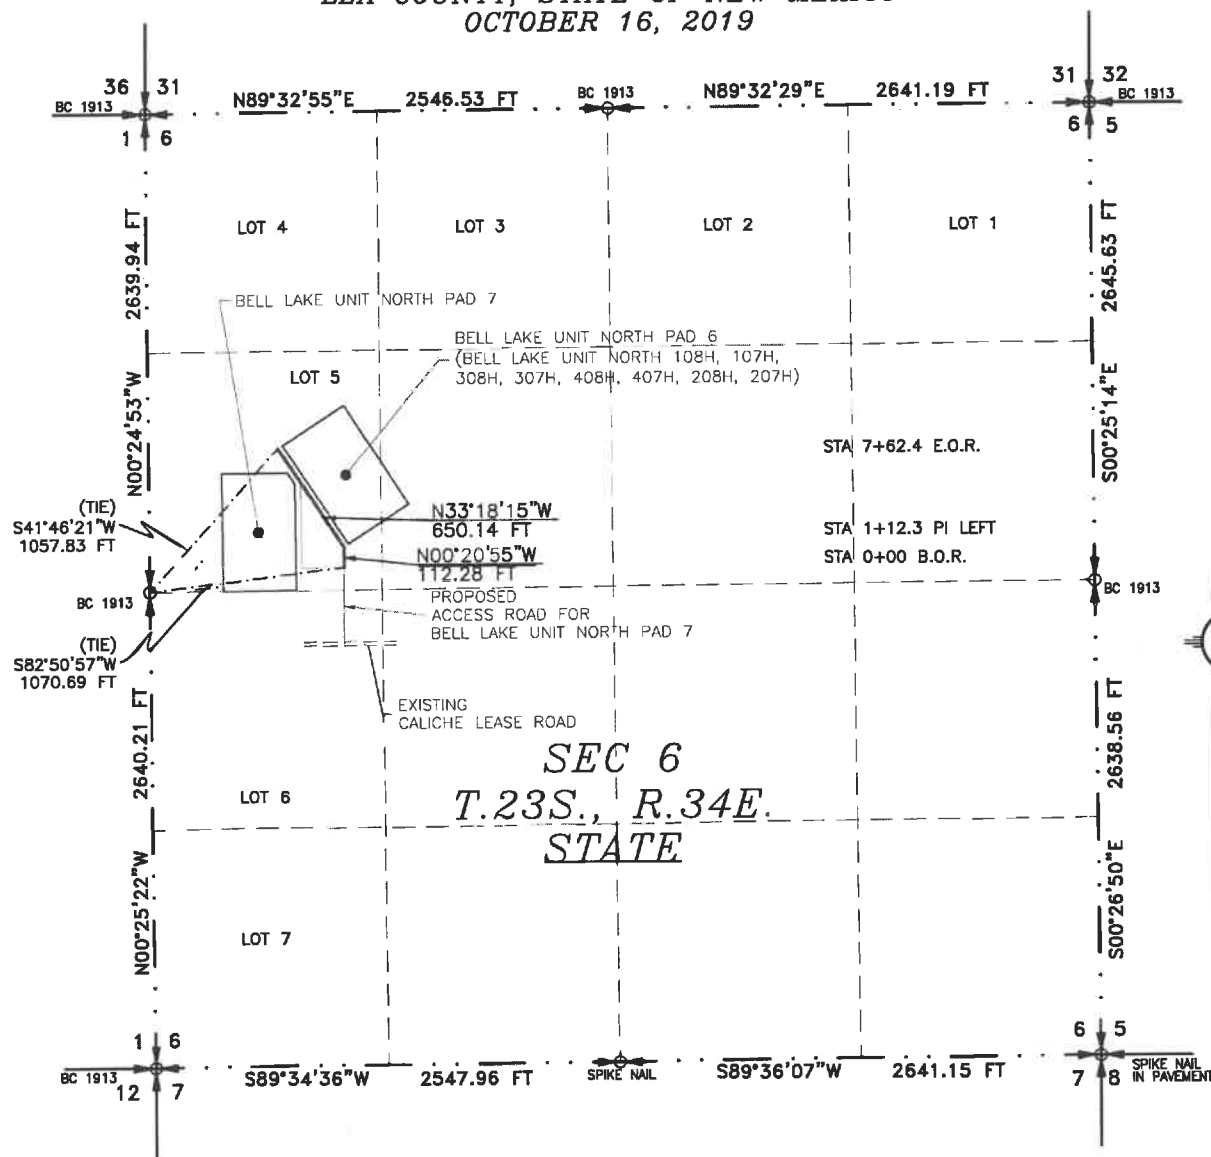 OCTOBER 16, 2019
36 31
BC 1913
1 6
N89°32'55"E 2546.53 FT
BC 1913
N89°32'29"E 2641.19 FT
31 32
BC 1913
6 5
2639.94 FT
N00°24'53"W
LOT 4
LOT 3
LOT 2
LOT 1
2645.63 FT
S00°25'14"E
BELL LAKE UNIT NORTH PAD 7
BELL LAKE UNIT NORTH PAD 6
(BELL LAKE UNIT NORTH 108H, 107H,
308H, 307H, 408H, 407H, 208H, 207H)
LOT 5
STA 7+62.4 E.O.R.
STA 1+12.3 PI LEFT
STA 0+00 B.O.R.
(TIE)
S41°46'21"W
1057.83 FT
N33°18'15"W
650.14 FT
N00°20'55"W
112.28 FT
BC 1913
BC 1913
PROPOSED
ACCESS ROAD FOR
BELL LAKE UNIT NORTH PAD 7
(TIE)
S82°50'57"W
1070.69 FT
EXISTING
CALICHE LEASE ROAD
2640.21 FT
N00°25'22"W
SEC 6
T.23S., R.34E.
STATE
LOT 6
LOT 7
2638.56 FT
S00°26'50"E
1 6
BC 1913
12 7
S89°34'36"W 2547.96 FT
SPIKE NAIL
S89°36'07"W 2641.15 FT
6 5
7 8
SPIKE NAIL
IN PAVEMENT